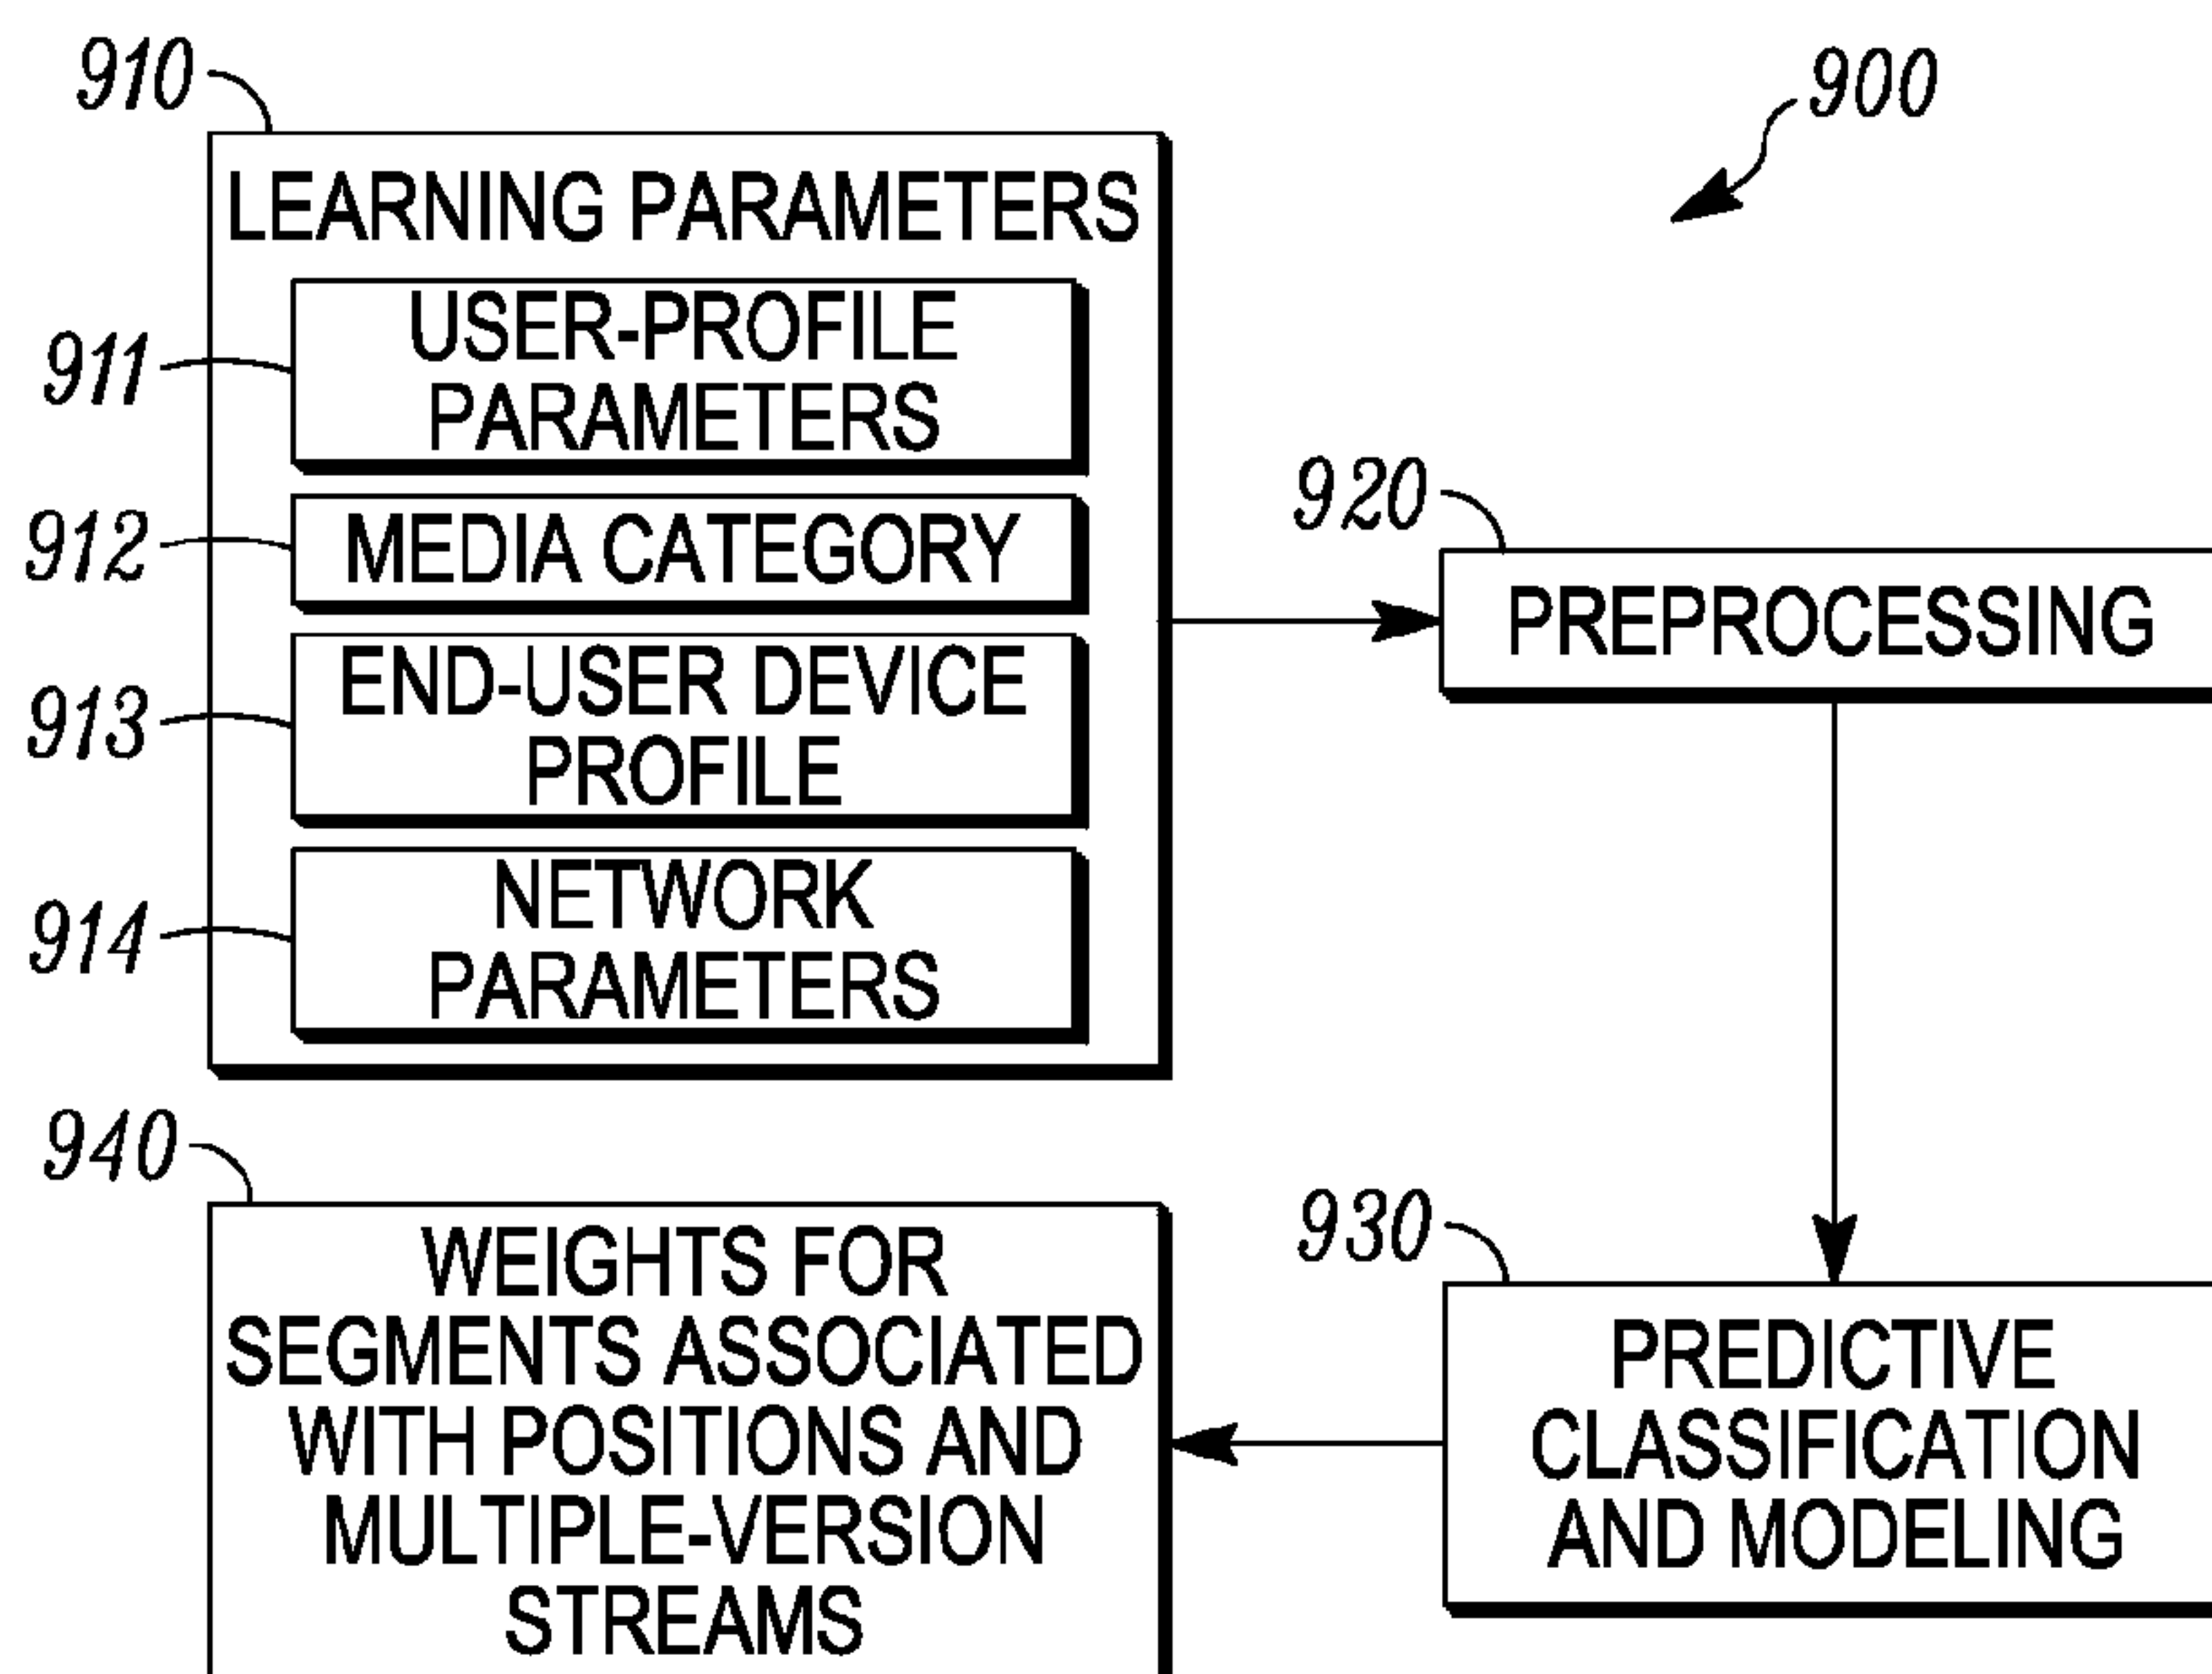 910
900
LEARNING PARAMETERS
911
USER-PROFILE
PARAMETERS
912
MEDIA CATEGORY
913
END-USER DEVICE
PROFILE
914
NETWORK
PARAMETERS
920
PREPROCESSING
930
PREDICTIVE
CLASSIFICATION
AND MODELING
940
WEIGHTS FOR
SEGMENTS ASSOCIATED
WITH POSITIONS AND
MULTIPLE-VERSION
STREAMS